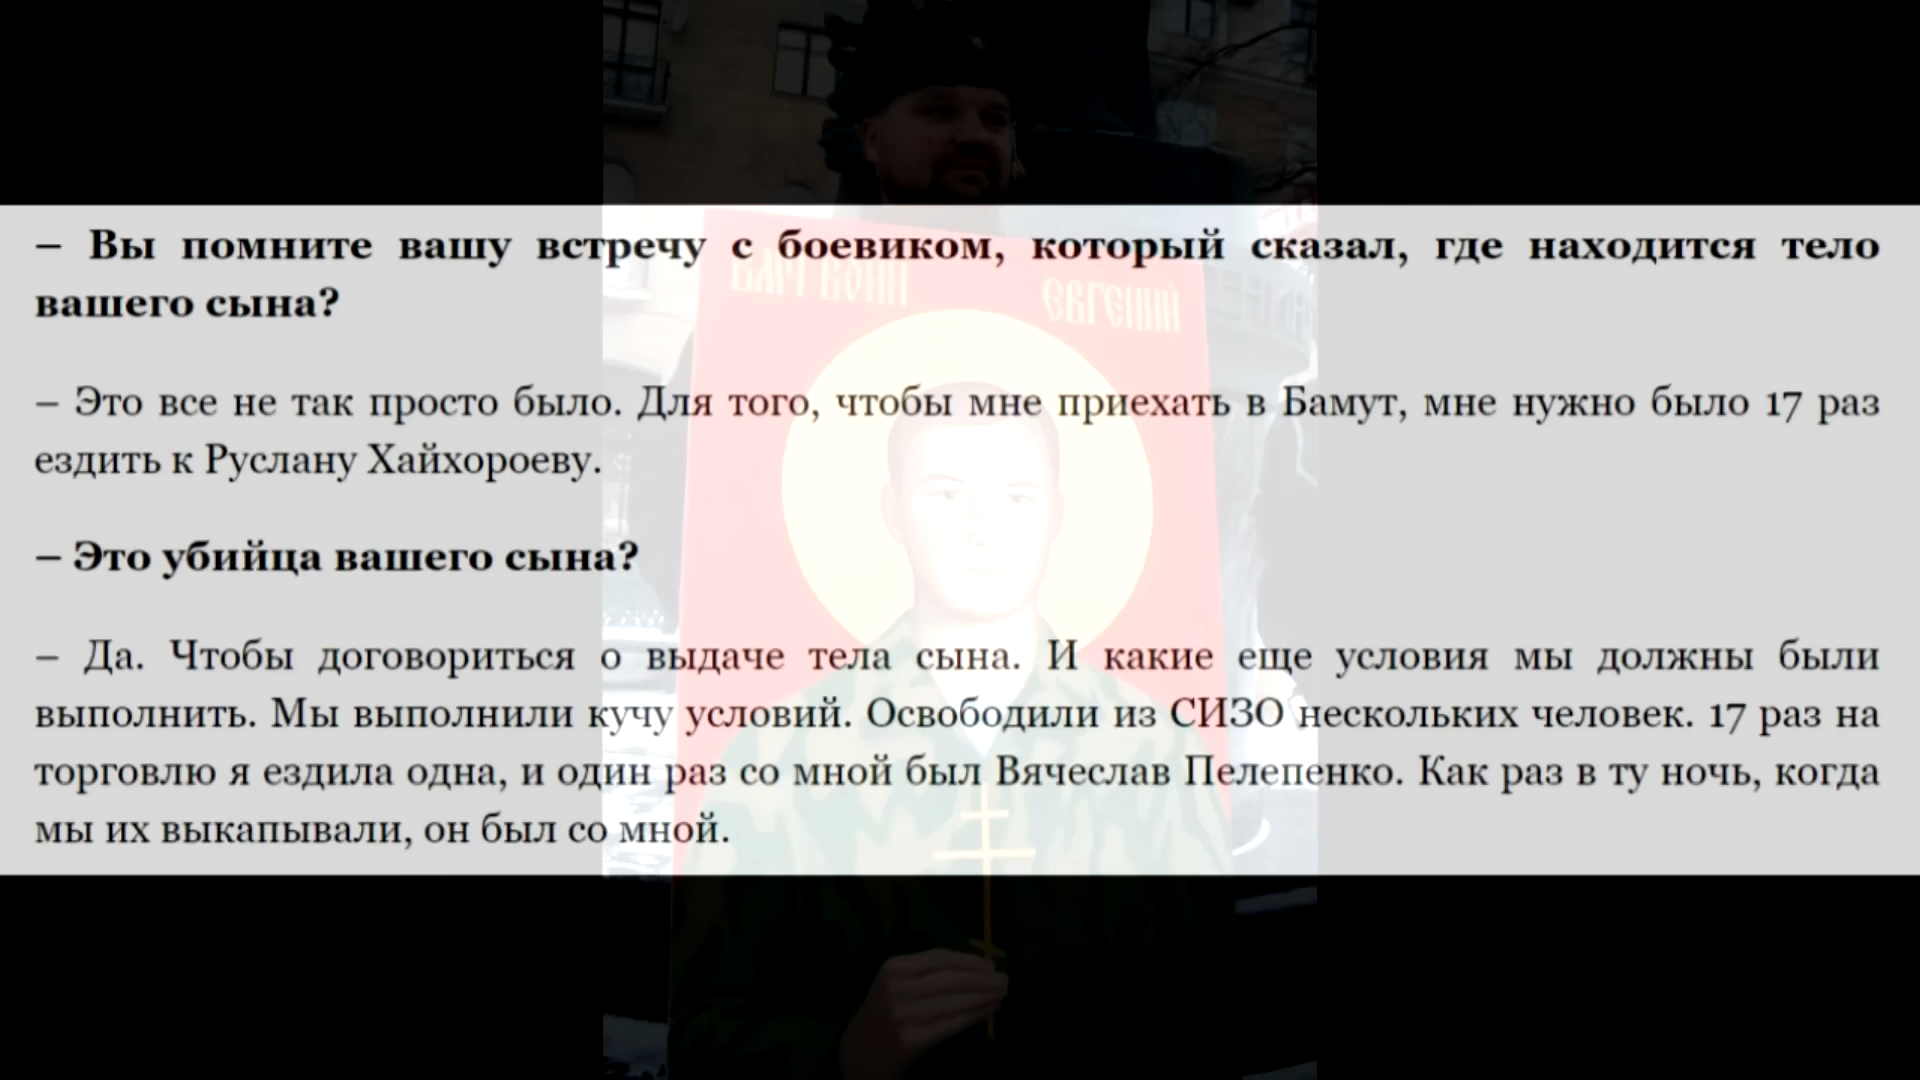 – Вы помните вашу встречу с боевиком, который сказал, где находится тело
вашего сына?
– Это все не так просто было. Для того, чтобы мне приехать в Бамут, мне нужно было 17 раз
ездить к Руслану Хайхороеву.
– Это убийца вашего сына?
– Да. Чтобы договориться о выдаче тела сына. И какие еще условия мы должны были
выполнить. Мы выполнили кучу условий. Освободили из СИЗО нескольких человек. 17 раз на
торговлю я ездила одна, и один раз со мной был Вячеслав Пелепенко. Как раз в ту ночь, когда
мы их выкапывали, он был со мной.
ВОИН ЕВГЕНИЙ